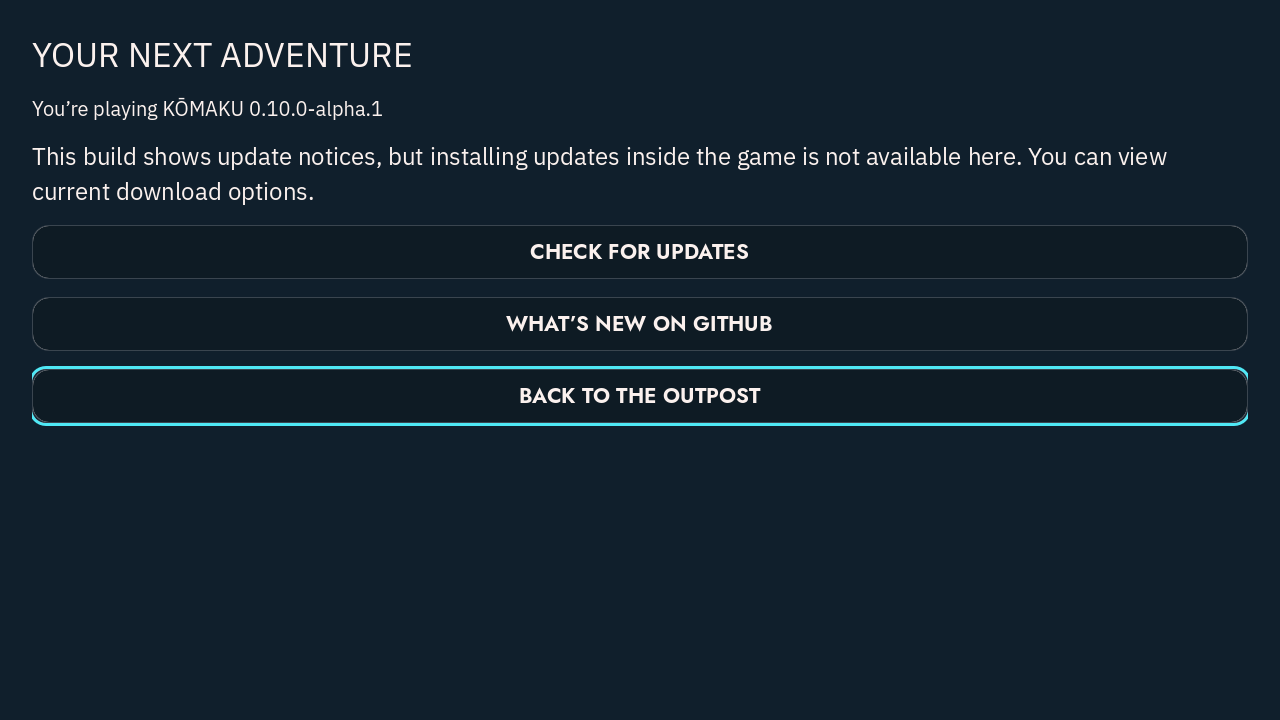 YOUR NEXT ADVENTURE
You’re playing KŌMAKU 0.10.0-alpha.1
This build shows update notices, but installing updates inside the game is not available here. You can view
current download options.
CHECK FOR UPDATES
WHAT’S NEW ON GITHUB
BACK TO THE OUTPOST